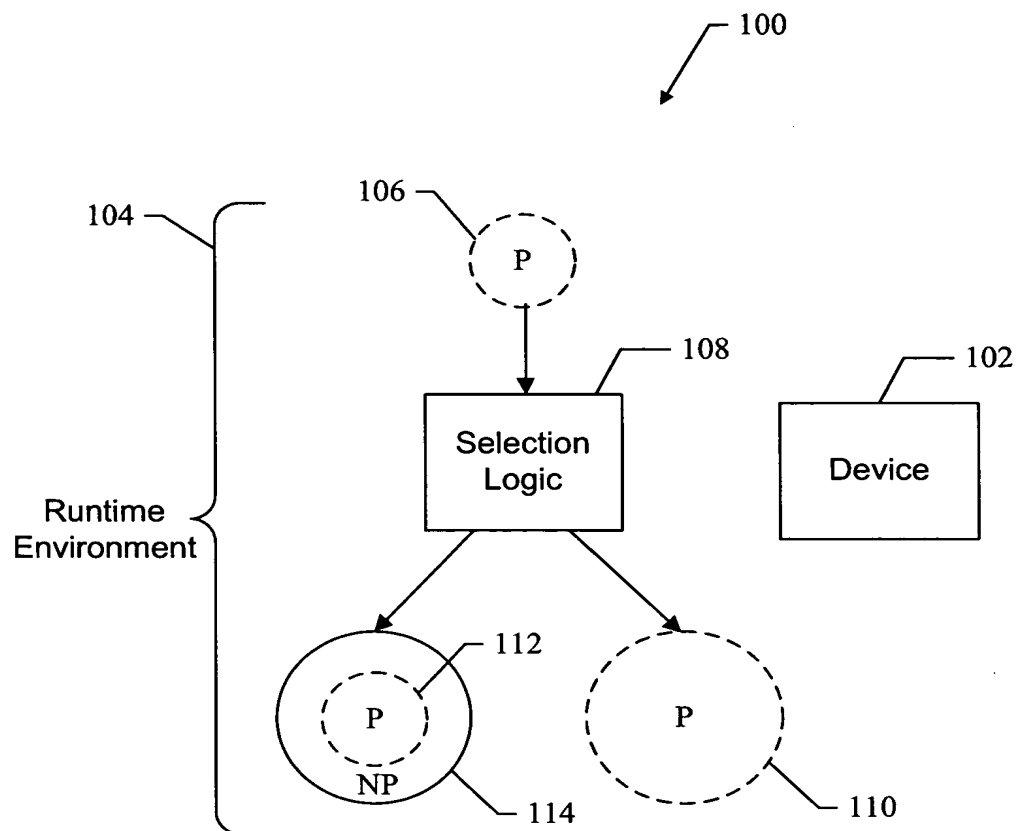 100
106
104
P
108
102
Selection
Logic
Device
Runtime
Environment
112
P
P
NP
114
110